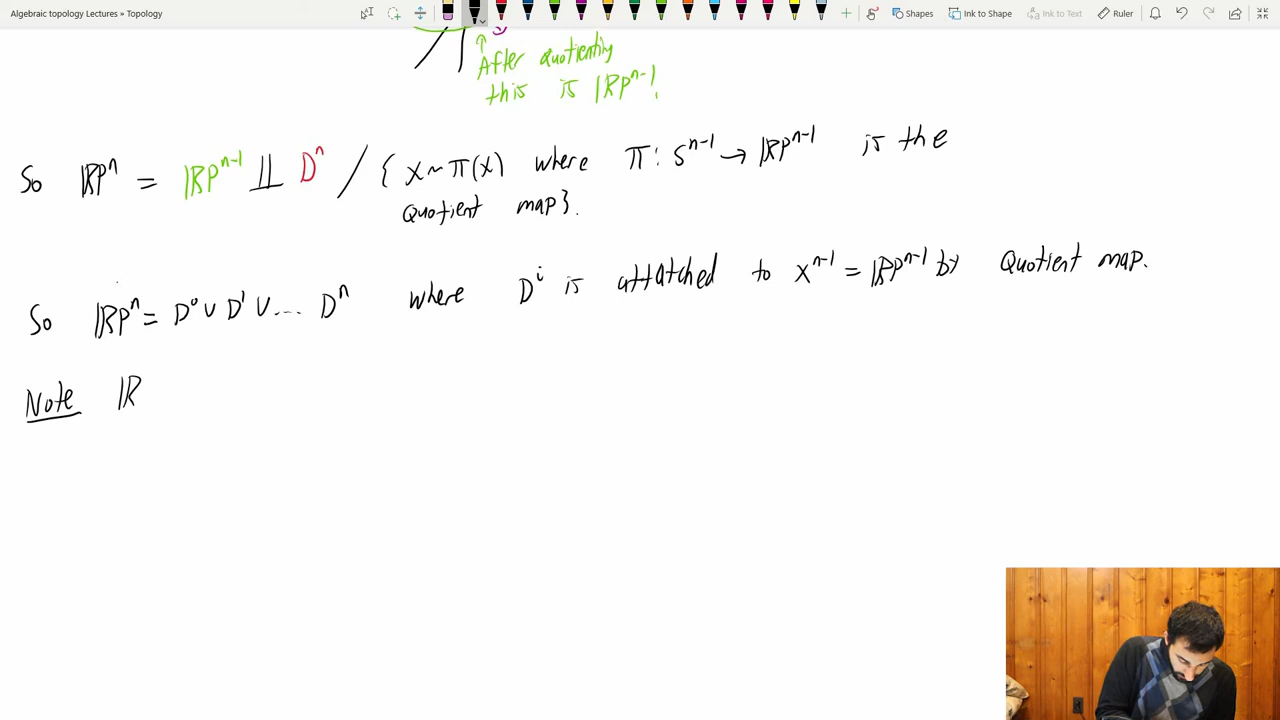 Algebraic topology Lectures » Topology
Shapes
Ink to Shape
Ink to Text
Ruler
After Quotienting
this is ℝP^{n-1}!
So ℝP^n = ℝP^{n-1} ⨿ D^n / { x ~ π(x) where π: S^{n-1} → ℝP^{n-1} is the
Quotient map}.
So ℝP^n = D^0 ∪ D^1 ∪ .... D^n where D^i is attatched to X^{n-1} = ℝP^{n-1} by Quotient map.
Note ℝ